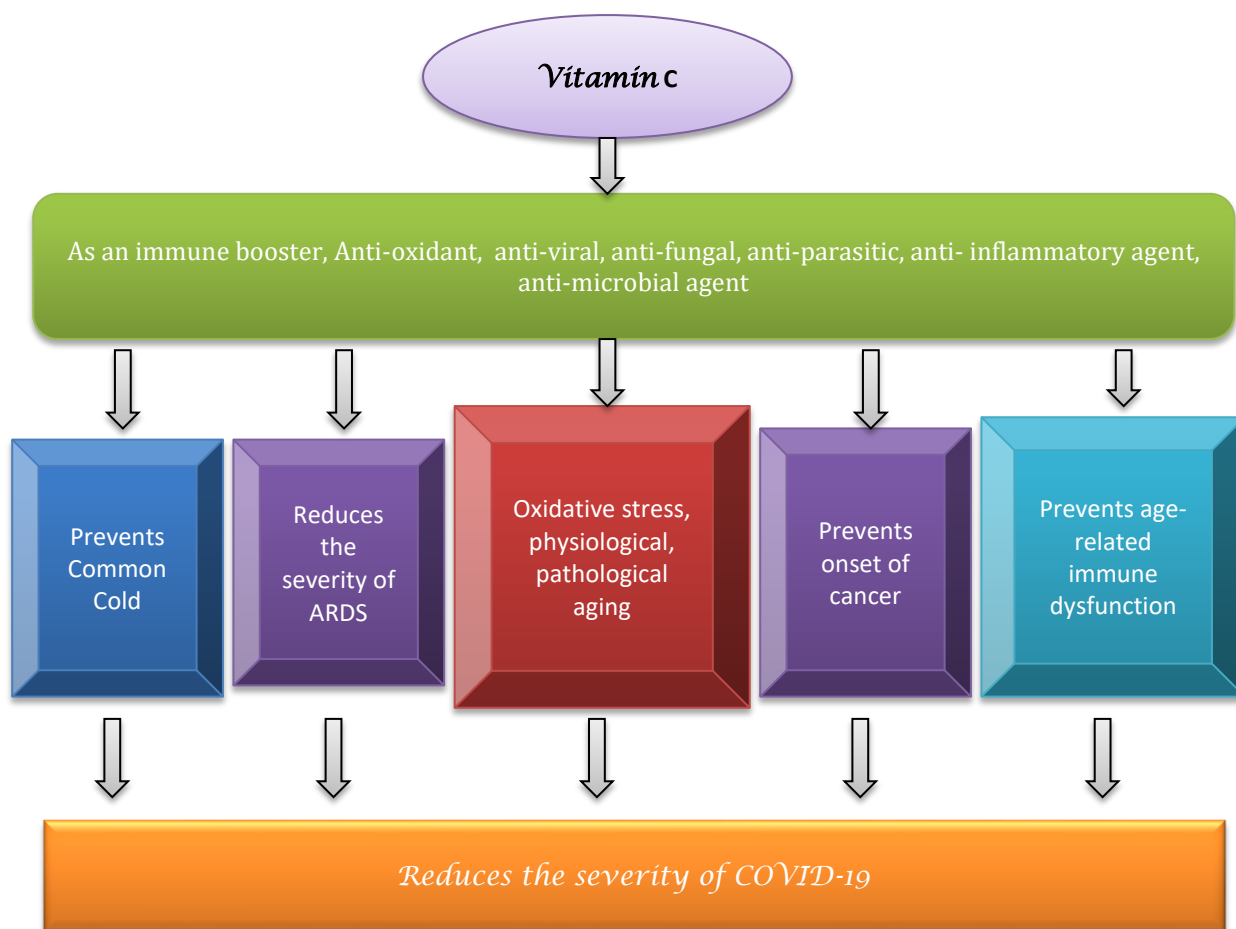 Vitamin C
As an immune booster, Anti-oxidant,  anti-viral, anti-fungal, anti-parasitic, anti- inflammatory agent,
anti-microbial agent
Prevents
Common
Cold
Reduces
the
severity of
ARDS
Oxidative stress,
physiological,
pathological
aging
Prevents
onset of
cancer
Prevents age-
related
immune
dysfunction
Reduces the severity of COVID-19